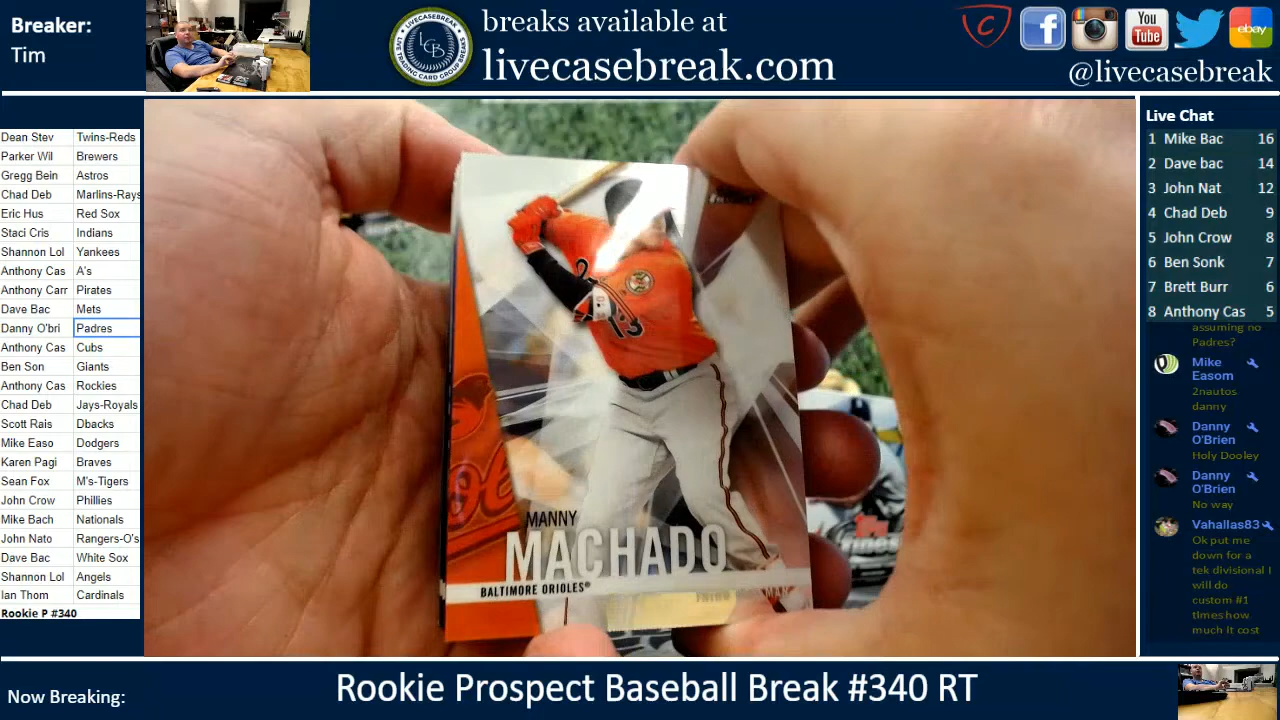 Breaker:
Tim
LCB
breaks available at
livecasebreak.com
You
Tube
ebay
@livecasebreak
Dean Stev Twins-Reds
Parker Wil Brewers
Gregg Bein Astros
Chad Deb Marlins-Rays
Eric Hus Red Sox
Staci Cris Indians
Shannon Lol Yankees
Anthony Cas A's
Anthony Carr Pirates
Dave Bac Mets
Danny O'bri Padres
Anthony Cas Cubs
Ben Son Giants
Anthony Cas Rockies
Chad Deb Jays-Royals
Scott Rais Dbacks
Mike Easo Dodgers
Karen Pagi Braves
Sean Fox M's-Tigers
John Crow Phillies
Mike Bach Nationals
John Nato Rangers-O's
Dave Bac White Sox
Shannon Lol Angels
Ian Thom Cardinals
Rookie P #340
13
MANNY
MACHADO
BALTIMORE ORIOLES®
Topps
Live Chat
1 Mike Bac 16
2 Dave bac 14
3 John Nat 12
4 Chad Deb 9
5 John Crow 8
6 Ben Sonk 7
7 Brett Burr 6
8 Anthony Cas 5
assuming no
Padres?
Mike
Easom
2nautos
danny
Danny
O'Brien
Holy Dooley
Danny
O'Brien
No way
Vahallas83
Ok put me
down for a
tek divisional I
will do
custom #1
times how
much it cost
Now Breaking:
Rookie Prospect Baseball Break #340 RT